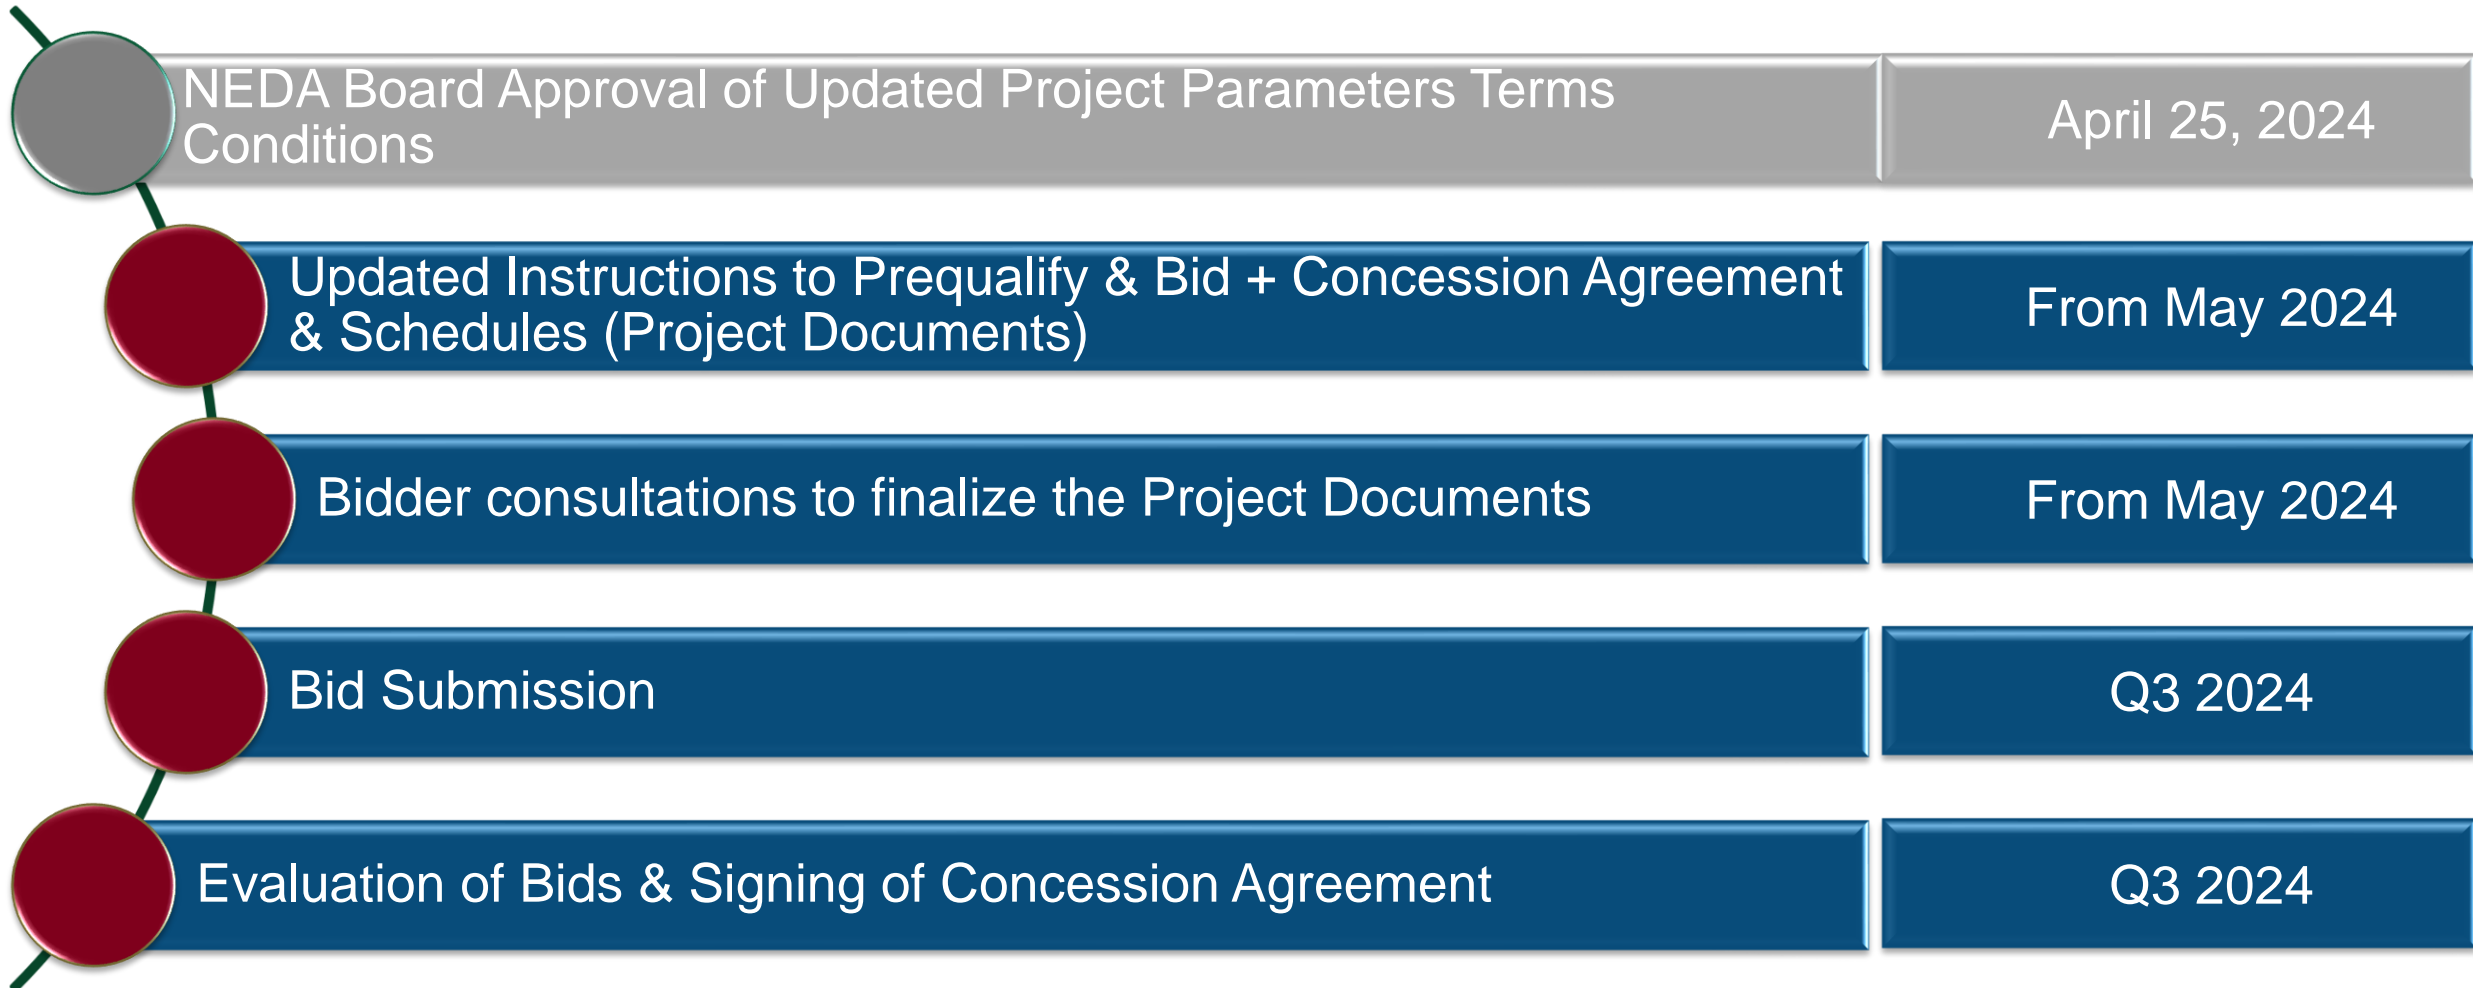 NEDA Board Approval of Updated Project Parameters Terms
Conditions
April 25, 2024
Updated Instructions to Prequalify & Bid + Concession Agreement
& Schedules (Project Documents)
From May 2024
Bidder consultations to finalize the Project Documents
From May 2024
Bid Submission
Q3 2024
Evaluation of Bids & Signing of Concession Agreement
Q3 2024